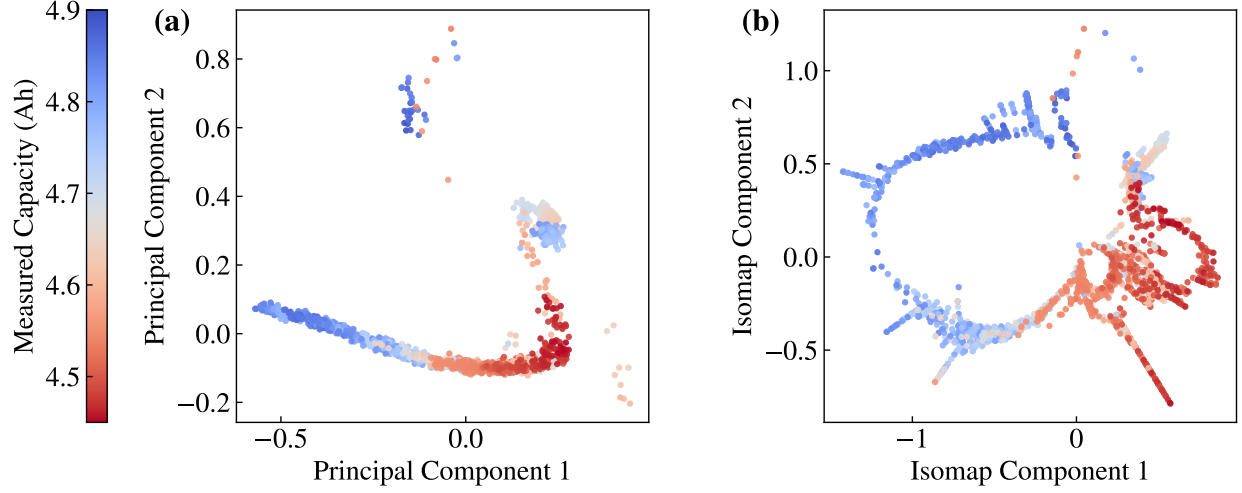 Measured Capacity (Ah)
4.9
4.8
4.7
4.6
4.5
(a)
Principal Component 2
0.8
0.6
0.4
0.2
0.0
−0.2
−0.5
0.0
Principal Component 1
(b)
Isomap Component 2
1.0
0.5
0.0
−0.5
−1
0
Isomap Component 1